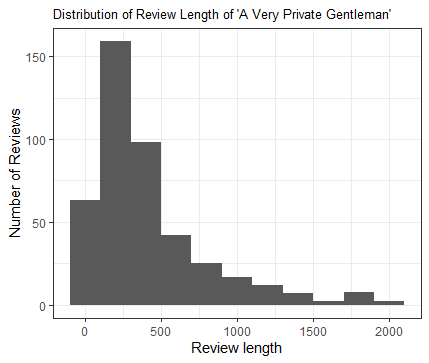 Distribution of Review Length of 'A Very Private Gentleman'
Number of Reviews
150
100
50
0
0 500 1000 1500 2000
Review length